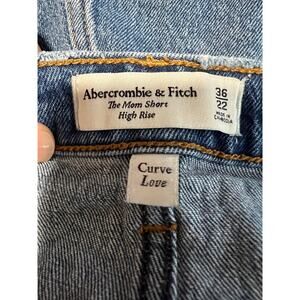 Abercrombie & Fitch
The Mom Short
High Rise
36
22
MADE IN
CAMBODIA
Curve
Love